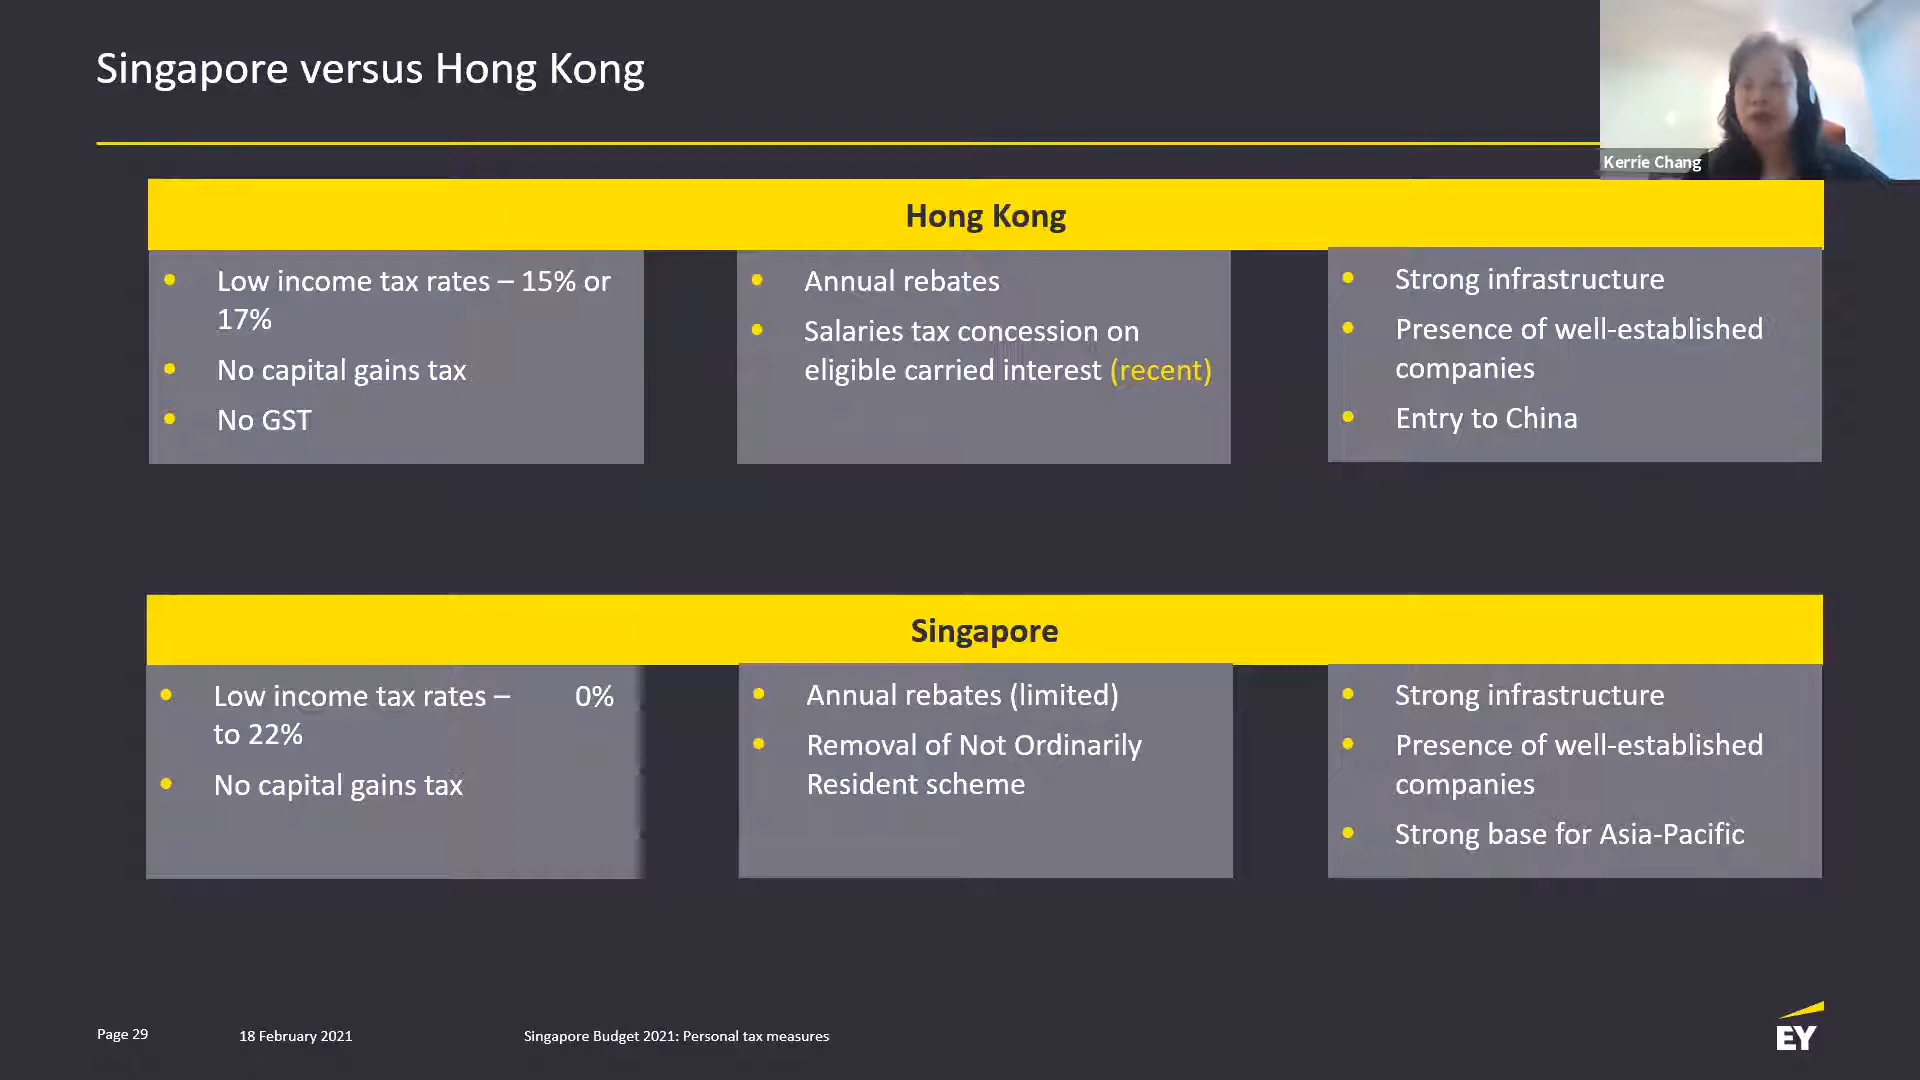 Singapore versus Hong Kong
Kerrie Chang
Hong Kong
Low income tax rates – 15% or
17%
No capital gains tax
No GST
Annual rebates
Salaries tax concession on
eligible carried interest (recent)
Strong infrastructure
Presence of well-established
companies
Entry to China
Singapore
Low income tax rates – 0%
to 22%
No capital gains tax
Annual rebates (limited)
Removal of Not Ordinarily
Resident scheme
Strong infrastructure
Presence of well-established
companies
Strong base for Asia-Pacific
Page 29
18 February 2021
Singapore Budget 2021: Personal tax measures
EY